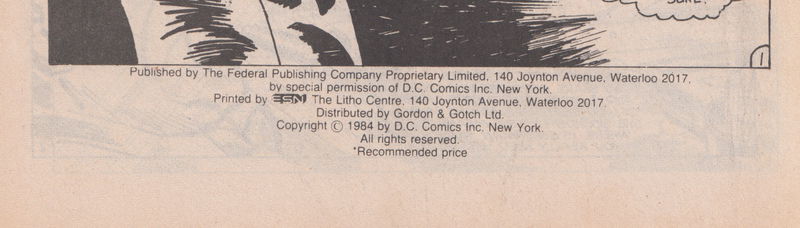 SURE.
1
Published by The Federal Publishing Company Proprietary Limited, 140 Joynton Avenue, Waterloo 2017,
by special permission of D.C. Comics Inc. New York.
Printed by ESN The Litho Centre, 140 Joynton Avenue, Waterloo 2017.
Distributed by Gordon & Gotch Ltd.
Copyright © 1984 by D.C. Comics Inc. New York.
All rights reserved.
*Recommended price